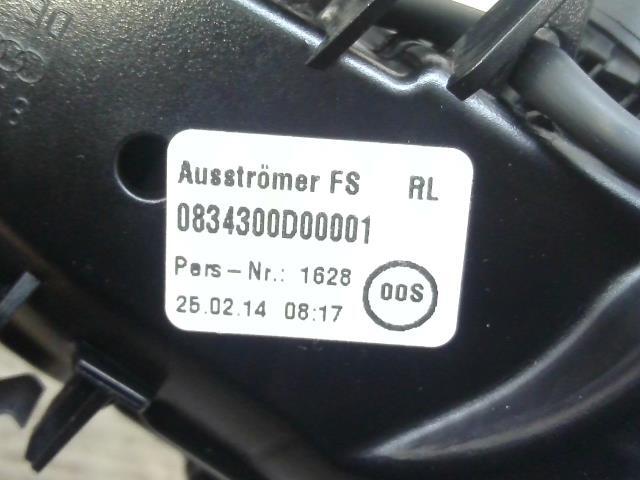 Ausströmer FS RL
0834300D00001
Pers-Nr.: 1628
00S
25.02.14 08:17